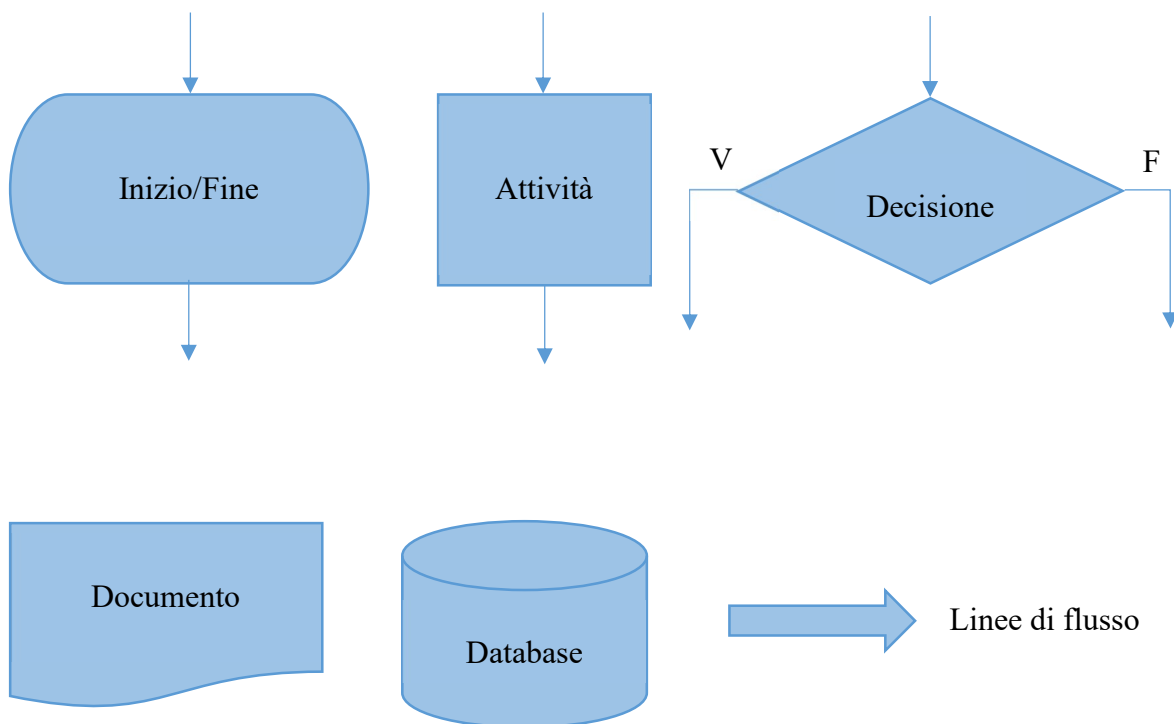 Inizio/Fine
Attività
V
Decisione
F
Documento
Database
Linee di flusso